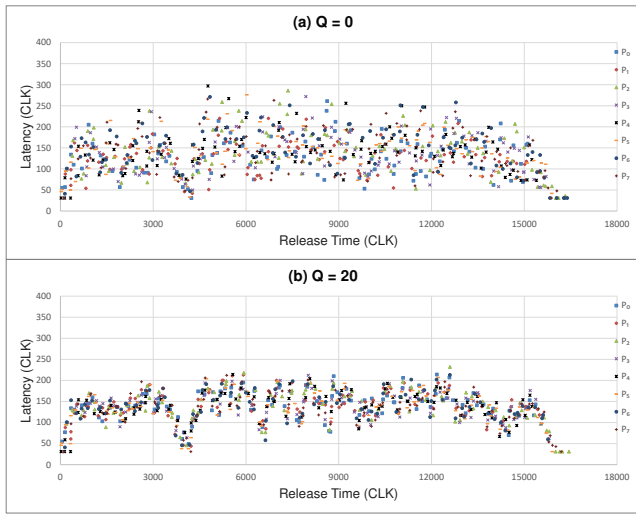 (a) Q = 0
400
350
300
250
200
150
100
50
0
Latency (CLK)
0 3000 6000 9000 12000 15000 18000
Release Time (CLK)
P₀
P₁
P₂
P₃
P₄
P₅
P₆
P₇
(b) Q = 20
400
350
300
250
200
150
100
50
0
Latency (CLK)
0 3000 6000 9000 12000 15000 18000
Release Time (CLK)
P₀
P₁
P₂
P₃
P₄
P₅
P₆
P₇